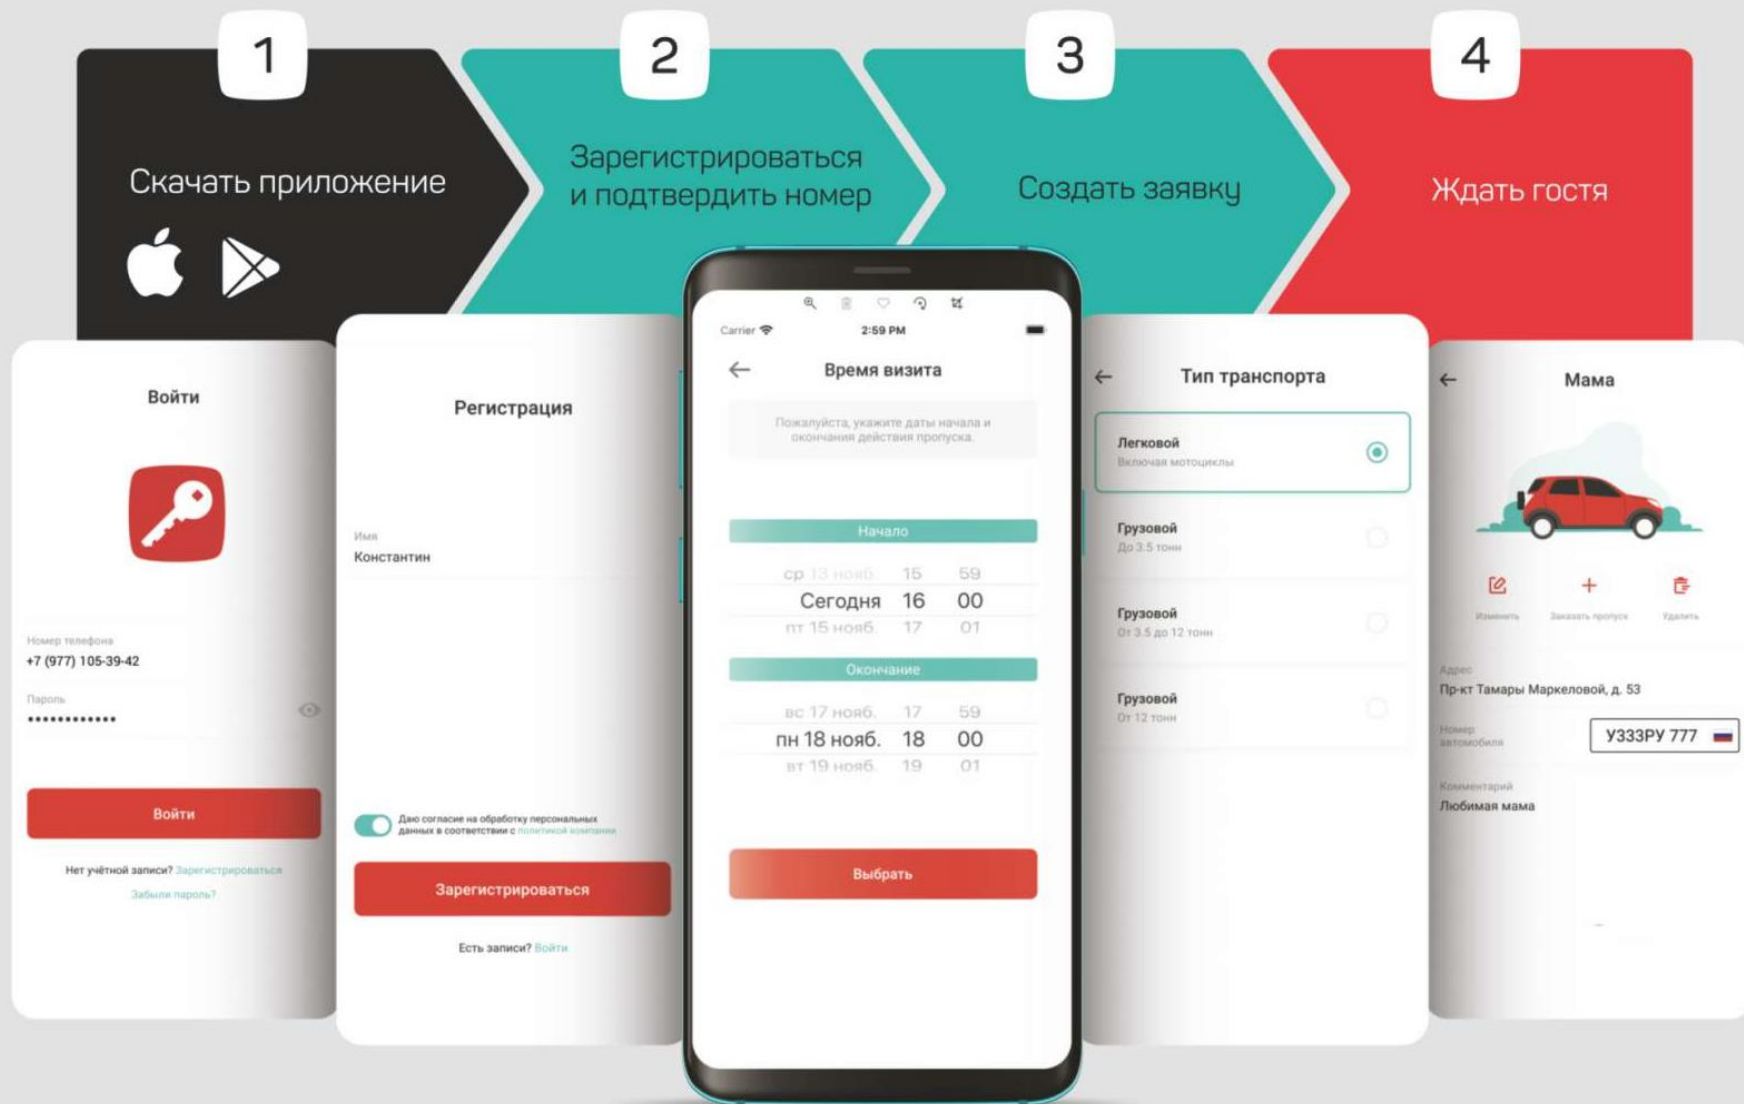 1
Скачать приложение
2
Зарегистрироваться
и подтвердить номер
3
Создать заявку
4
Ждать гостя
Войти
Номер телефона
+7 (977) 105-39-42
Пароль
••••••••••••
Войти
Нет учётной записи? Зарегистрироваться
Забыли пароль?
Регистрация
Имя
Константин
Даю согласие на обработку персональных
данных в соответствии с политикой компании
Зарегистрироваться
Есть записи? Войти
Carrier 2:59 PM
Время визита
Пожалуйста, укажите даты начала и
окончания действия пропуска.
Начало
ср 13 нояб. 15 59
Сегодня 16 00
пт 15 нояб. 17 01
Окончание
вс 17 нояб. 17 59
пн 18 нояб. 18 00
вт 19 нояб. 19 01
Выбрать
Тип транспорта
Легковой
Включая мотоциклы
Грузовой
До 3.5 тонн
Грузовой
От 3.5 до 12 тонн
Грузовой
От 12 тонн
Мама
Изменить Заказать пропуск Удалить
Адрес
Пр-кт Тамары Маркеловой, д. 53
Номер
автомобиля
У333РУ 777
Комментарий
Любимая мама